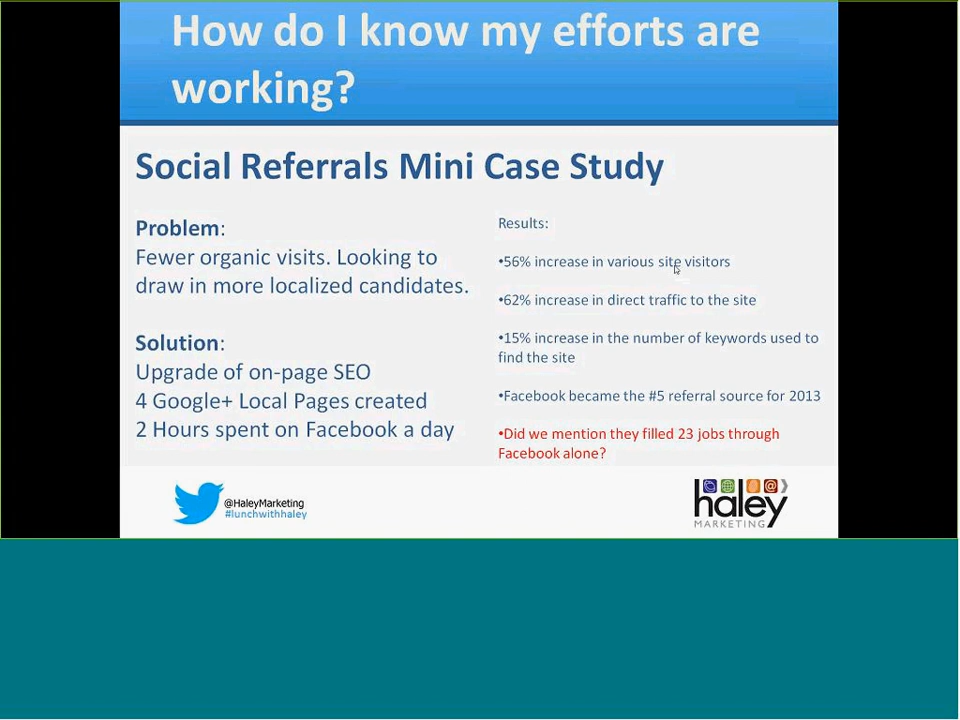 How do I know my efforts are
working?
Social Referrals Mini Case Study
Problem:
Fewer organic visits. Looking to
draw in more localized candidates.
Solution:
Upgrade of on-page SEO
4 Google+ Local Pages created
2 Hours spent on Facebook a day
Results:
•56% increase in various site visitors
•62% increase in direct traffic to the site
•15% increase in the number of keywords used to
find the site
•Facebook became the #5 referral source for 2013
•Did we mention they filled 23 jobs through
Facebook alone?
@HaleyMarketing
#lunchwithhaley
haley
MARKETING